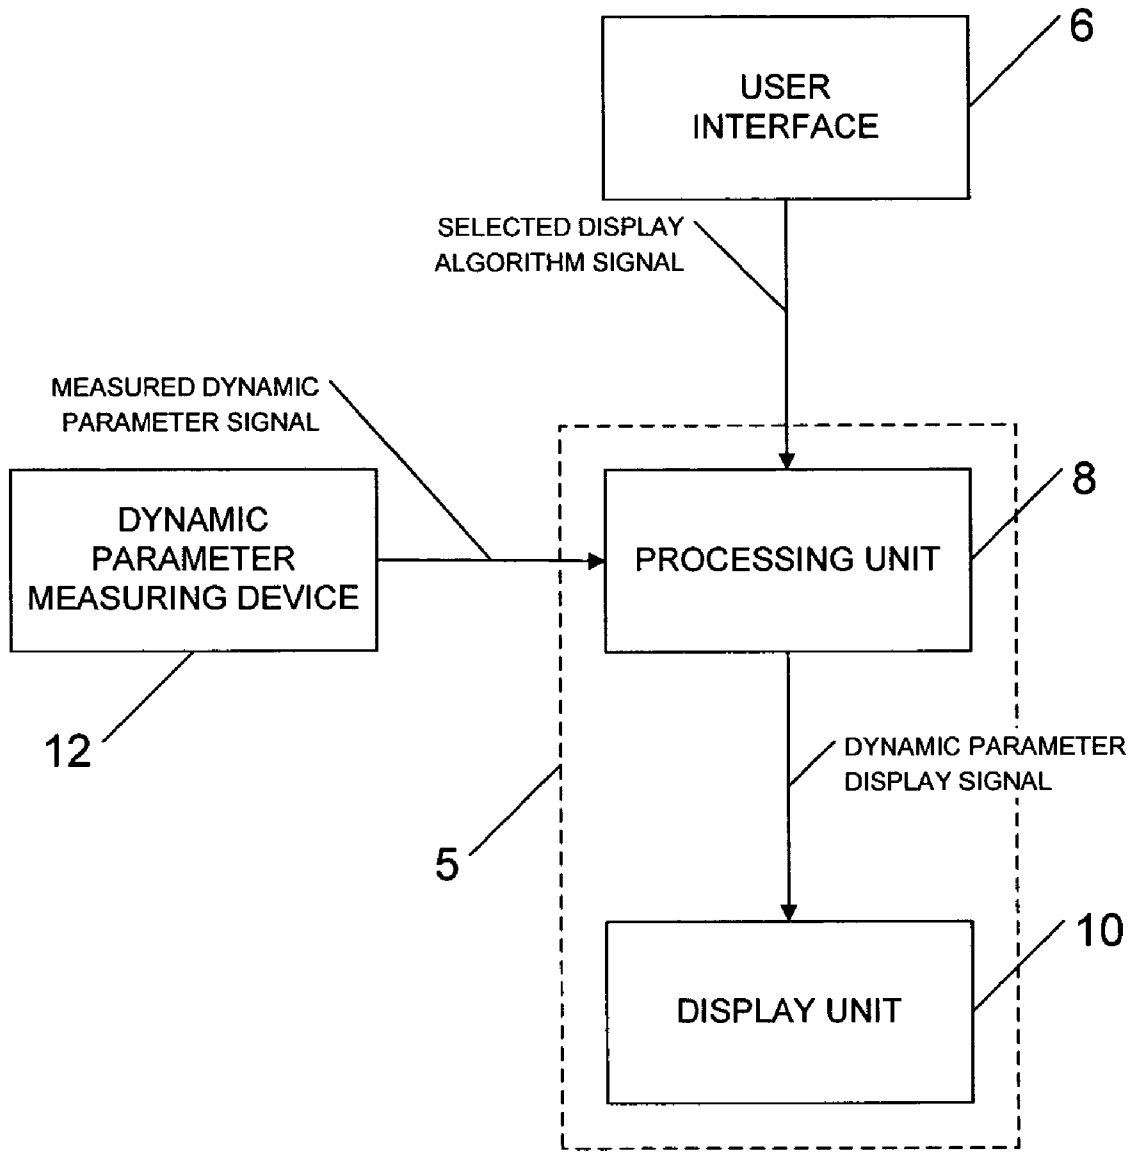 6
USER
INTERFACE
SELECTED DISPLAY
ALGORITHM SIGNAL
MEASURED DYNAMIC
PARAMETER SIGNAL
8
DYNAMIC
PARAMETER
MEASURING DEVICE
PROCESSING UNIT
12
DYNAMIC PARAMETER
DISPLAY SIGNAL
5
10
DISPLAY UNIT